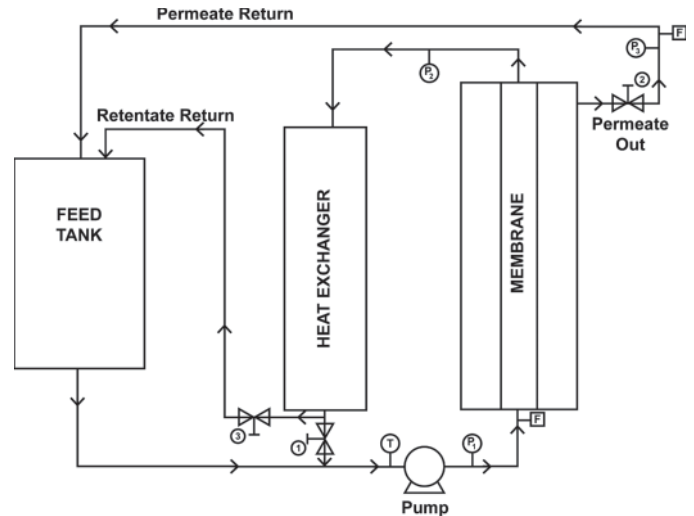 Permeate Return
F
P3
2
P2
Retentate Return
Permeate
Out
FEED
TANK
HEAT EXCHANGER
MEMBRANE
3
1
T
P1
F
Pump